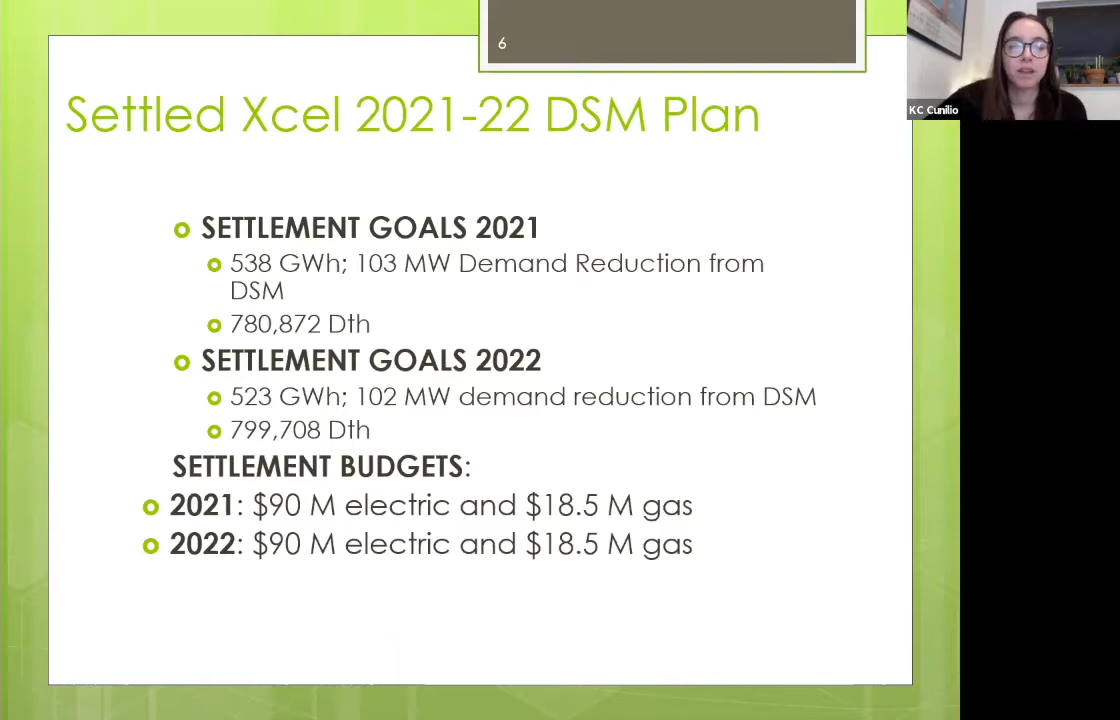 6
KC Cunilio
Settled Xcel 2021-22 DSM Plan
SETTLEMENT GOALS 2021
538 GWh; 103 MW Demand Reduction from
DSM
780,872 Dth
SETTLEMENT GOALS 2022
523 GWh; 102 MW demand reduction from DSM
799,708 Dth
SETTLEMENT BUDGETS:
2021: $90 M electric and $18.5 M gas
2022: $90 M electric and $18.5 M gas